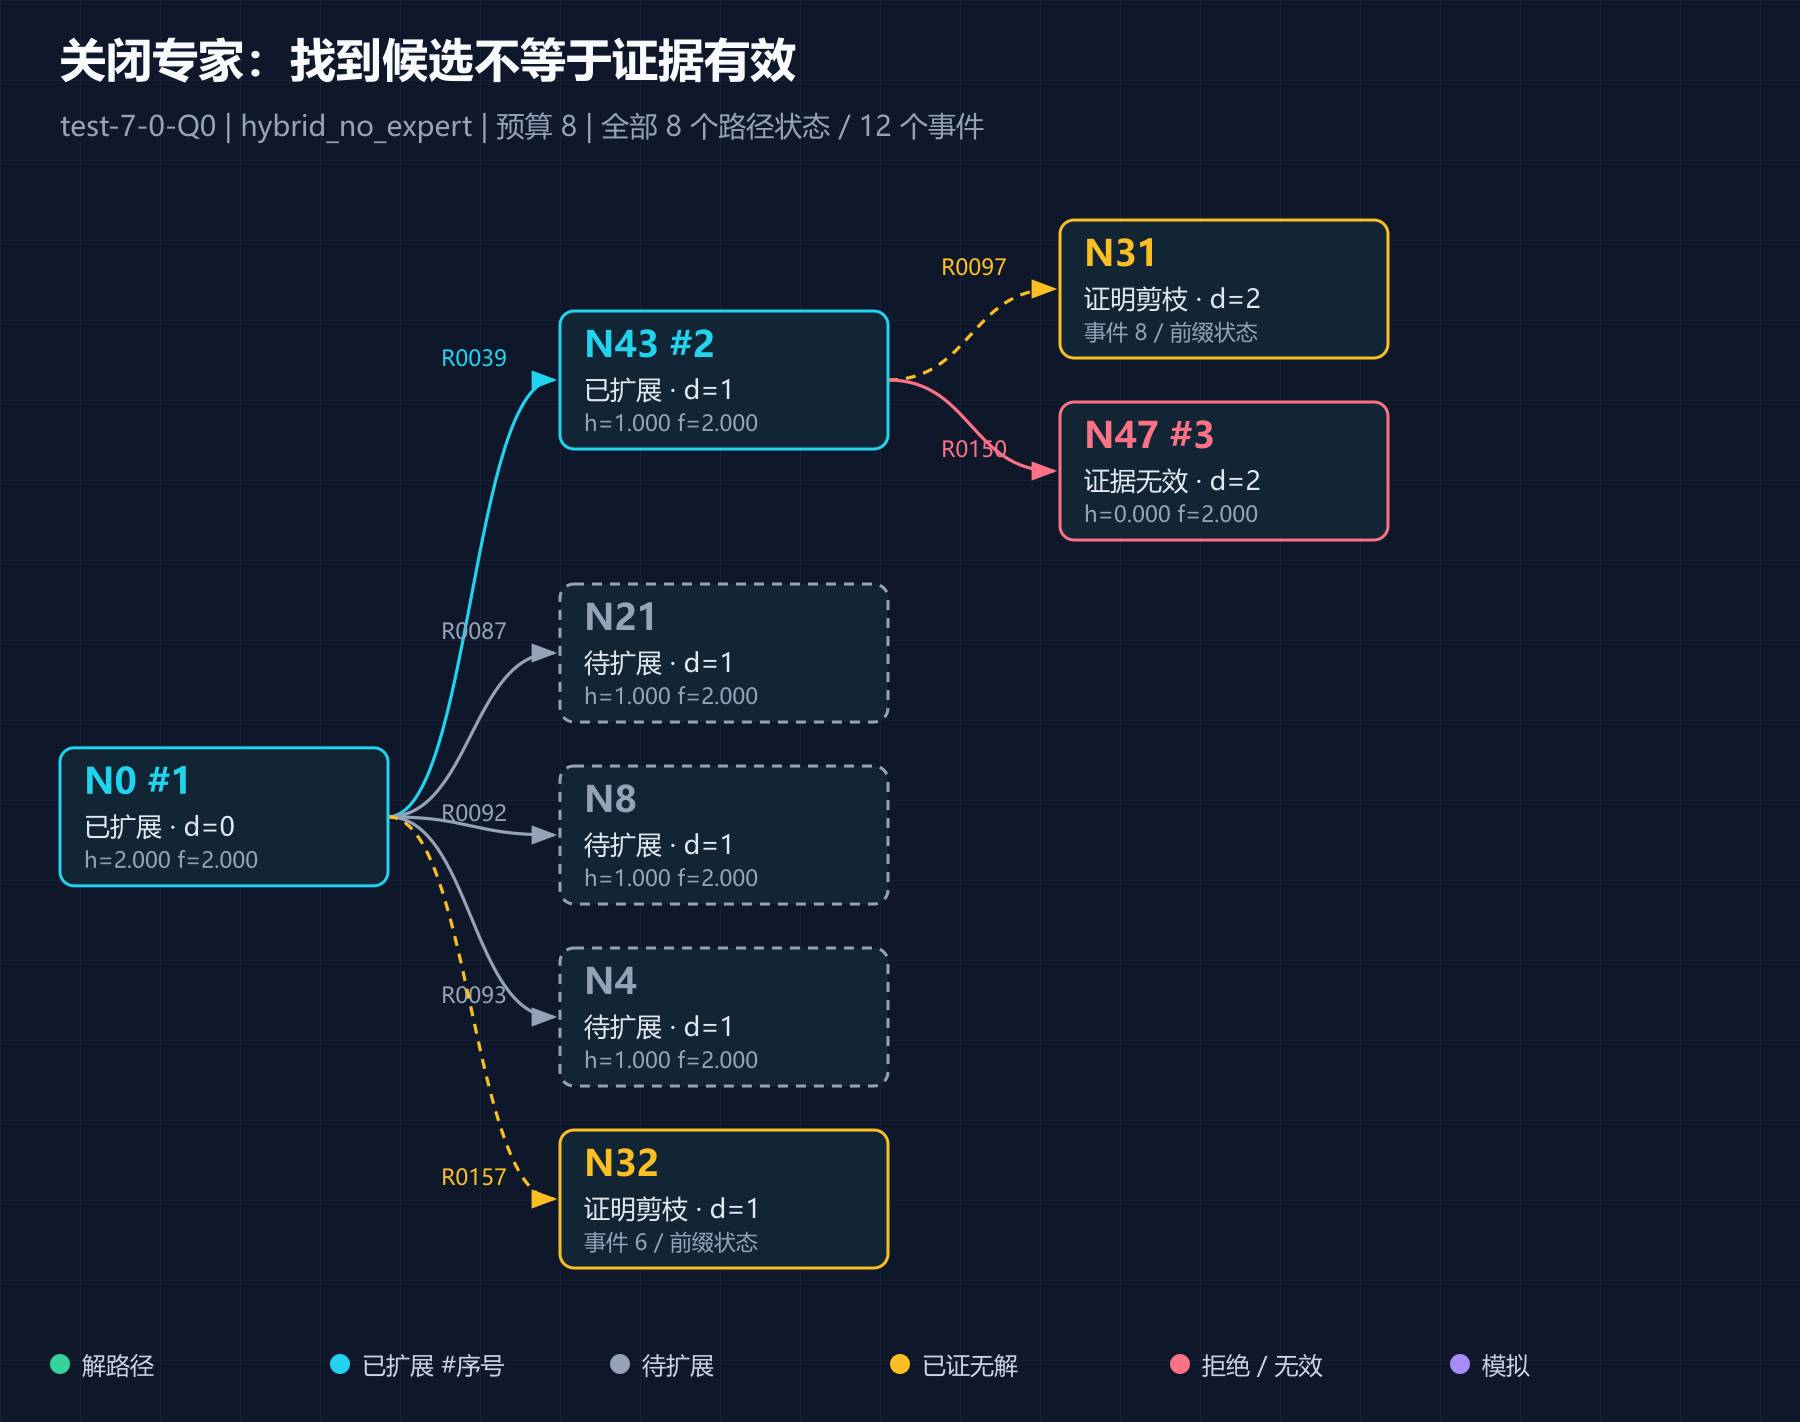 关闭专家：找到候选不等于证据有效
test-7-0-Q0 | hybrid_no_expert | 预算 8 | 全部 8 个路径状态 / 12 个事件
R0097
N31
证明剪枝 · d=2
事件 8 / 前缀状态
R0039
N43 #2
已扩展 · d=1
h=1.000 f=2.000
R0150
N47 #3
证据无效 · d=2
h=0.000 f=2.000
R0087
N21
待扩展 · d=1
h=1.000 f=2.000
N0 #1
已扩展 · d=0
h=2.000 f=2.000
R0092
N8
待扩展 · d=1
h=1.000 f=2.000
R0093
N4
待扩展 · d=1
h=1.000 f=2.000
R0157
N32
证明剪枝 · d=1
事件 6 / 前缀状态
解路径
已扩展 #序号
待扩展
已证无解
拒绝 / 无效
模拟